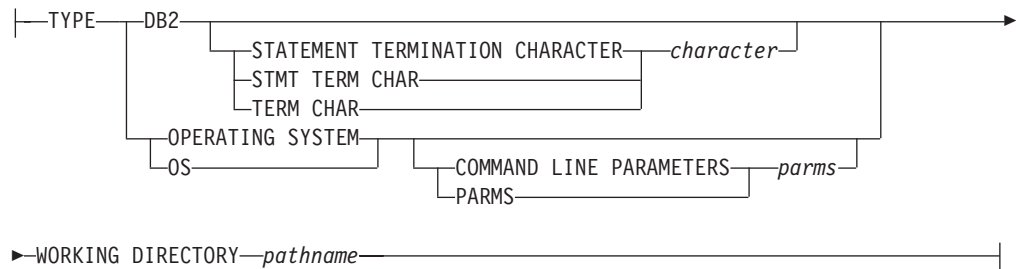 TYPE DB2
STATEMENT TERMINATION CHARACTER character
STMT TERM CHAR
TERM CHAR
OPERATING SYSTEM
OS
COMMAND LINE PARAMETERS parms
PARMS
WORKING DIRECTORY pathname